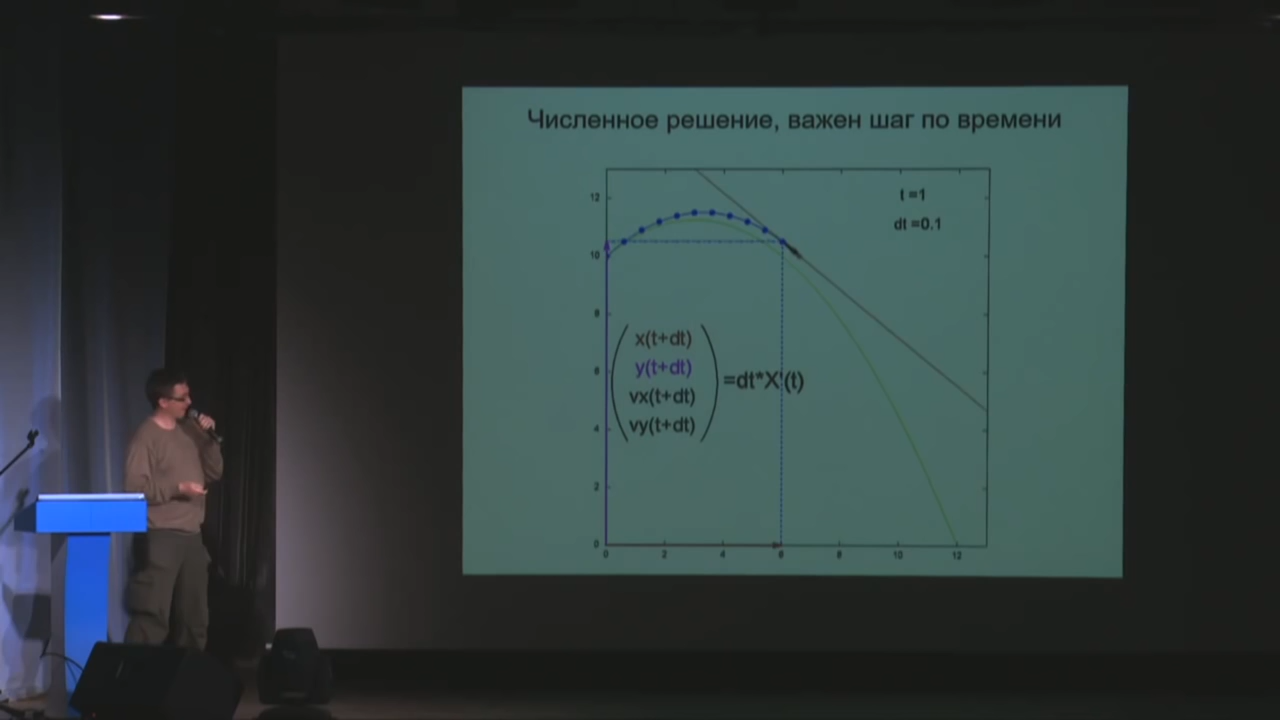 Численное решение, важен шаг по времени
t =1
dt =0.1
12
10
8
6
4
2
0
x(t+dt)
y(t+dt)
vx(t+dt)
vy(t+dt)
=dt*X'(t)
0 2 4 6 8 10 12